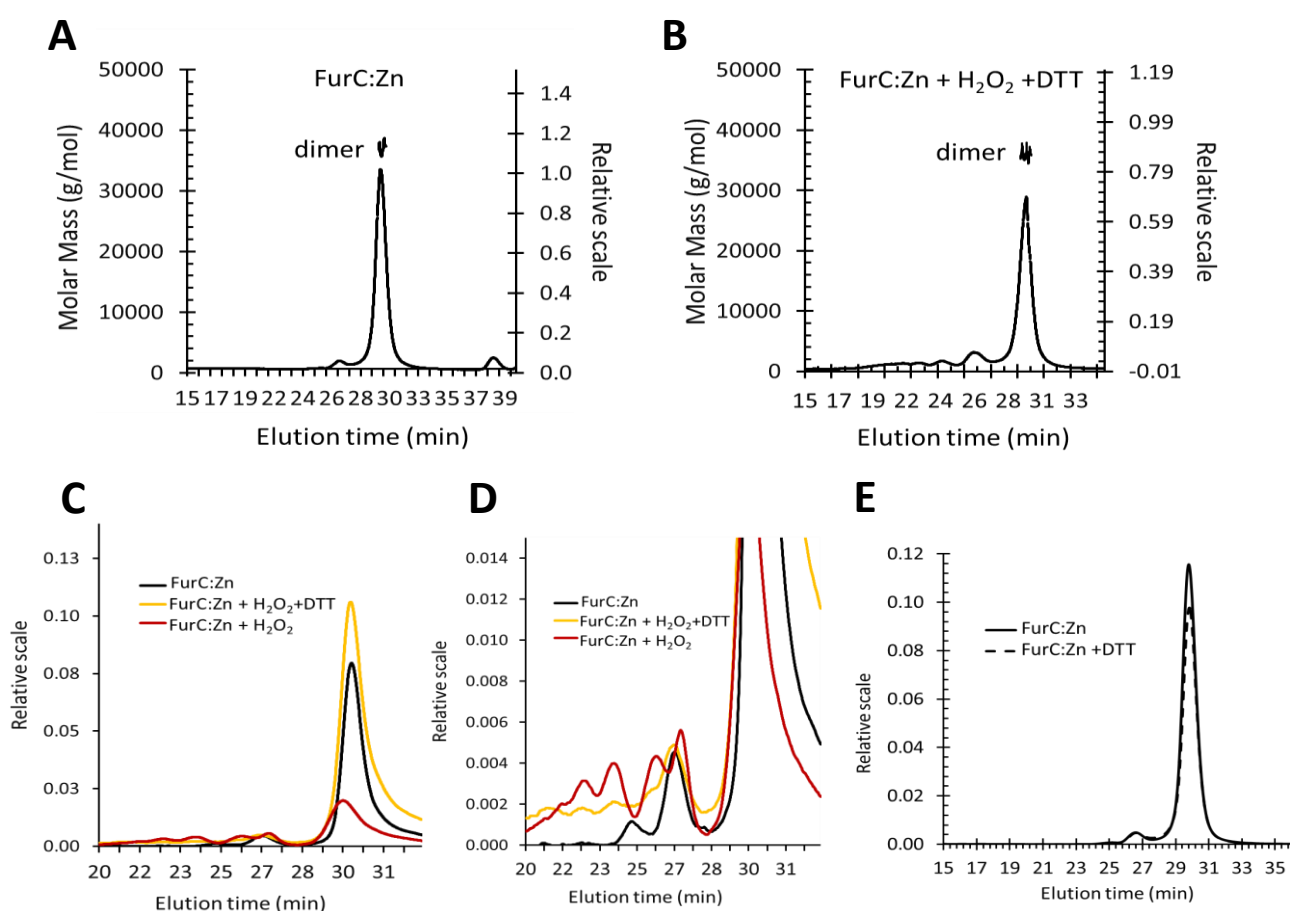 A
50000
40000
30000
20000
10000
0
Molar Mass (g/mol)
FurC:Zn
dimer
1.4
1.2
1.0
0.8
0.6
0.4
0.2
0.0
Relative scale
15 17 19 21 22 24 26 28 30 33 35 37 39
Elution time (min)
B
50000
40000
30000
20000
10000
0
Molar Mass (g/mol)
FurC:Zn + H₂O₂ +DTT
dimer
1.19
0.99
0.79
0.59
0.39
0.19
-0.01
Relative scale
15 17 19 22 24 26 28 31 33
Elution time (min)
C
0.13
0.10
0.08
0.05
0.03
0.00
Relative scale
FurC:Zn
FurC:Zn + H₂O₂+DTT
FurC:Zn + H₂O₂
20 22 23 25 27 28 30 31
Elution time (min)
D
0.014
0.012
0.010
0.008
0.006
0.004
0.002
0.000
Relative scale
FurC:Zn
FurC:Zn + H₂O₂+DTT
FurC:Zn + H₂O₂
20 22 23 25 27 28 30 31
Elution time (min)
E
0.12
0.10
0.08
0.06
0.04
0.02
0.00
Relative scale
FurC:Zn
FurC:Zn +DTT
15 17 19 21 23 25 27 29 31 33 35
Elution time (min)